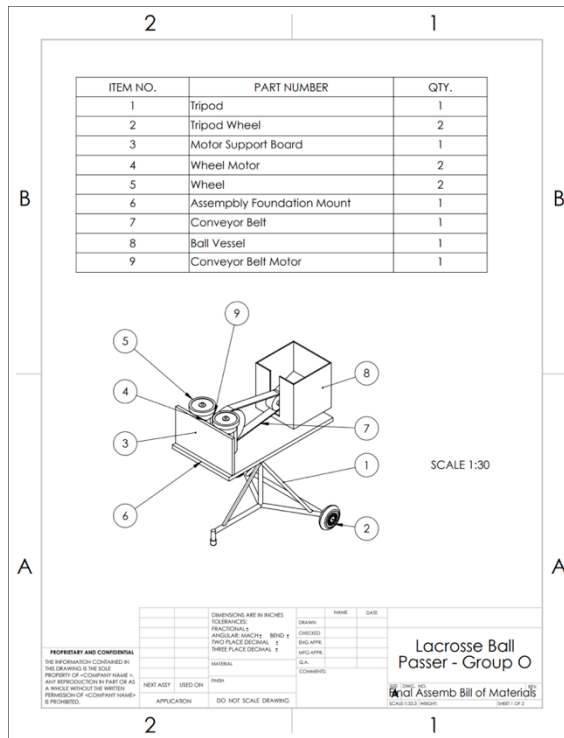 2 1
ITEM NO. PART NUMBER QTY.
1 Tripod 1
2 Tripod Wheel 2
3 Motor Support Board 1
4 Wheel Motor 2
5 Wheel 2
6 Assempbly Foundation Mount 1
7 Conveyor Belt 1
8 Ball Vessel 1
9 Conveyor Belt Motor 1
B B
9
5
4
8
3
7
1
SCALE 1:30
6
2
A A
DIMENSIONS ARE IN INCHES
TOLERANCES:
FRACTIONAL±
ANGULAR: MACH± BEND ±
TWO PLACE DECIMAL ±
THREE PLACE DECIMAL ±
MATERIAL
FINISH
DO NOT SCALE DRAWING
NAME DATE
DRAWN
CHECKED
ENG APPR.
MFG APPR.
Q.A.
COMMENTS:
PROPRIETARY AND CONFIDENTIAL
THE INFORMATION CONTAINED IN
THIS DRAWING IS THE SOLE
PROPERTY OF <COMPANY NAME >.
ANY REPRODUCTION IN PART OR AS
A WHOLE WITHOUT THE WRITTEN
PERMISSION OF <COMPANY NAME>
IS PROHIBITED.
NEXT ASSY USED ON
APPLICATION
Lacrosse Ball
Passer - Group O
SIZE DWG. NO. REV.
A
Final Assemb Bill of Materials
WEIGHT: SHEET 1 OF 2
2 1